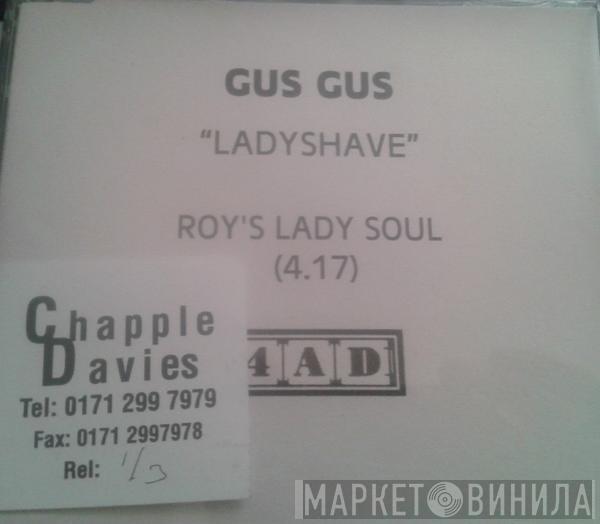 GUS GUS
"LADYSHAVE"
ROY'S LADY SOUL
(4.17)
4AD
Chapple
Davies
Tel: 0171 299 7979
Fax: 0171 2997978
Rel: 1/3
МАРКЕТ ВИНИЛА